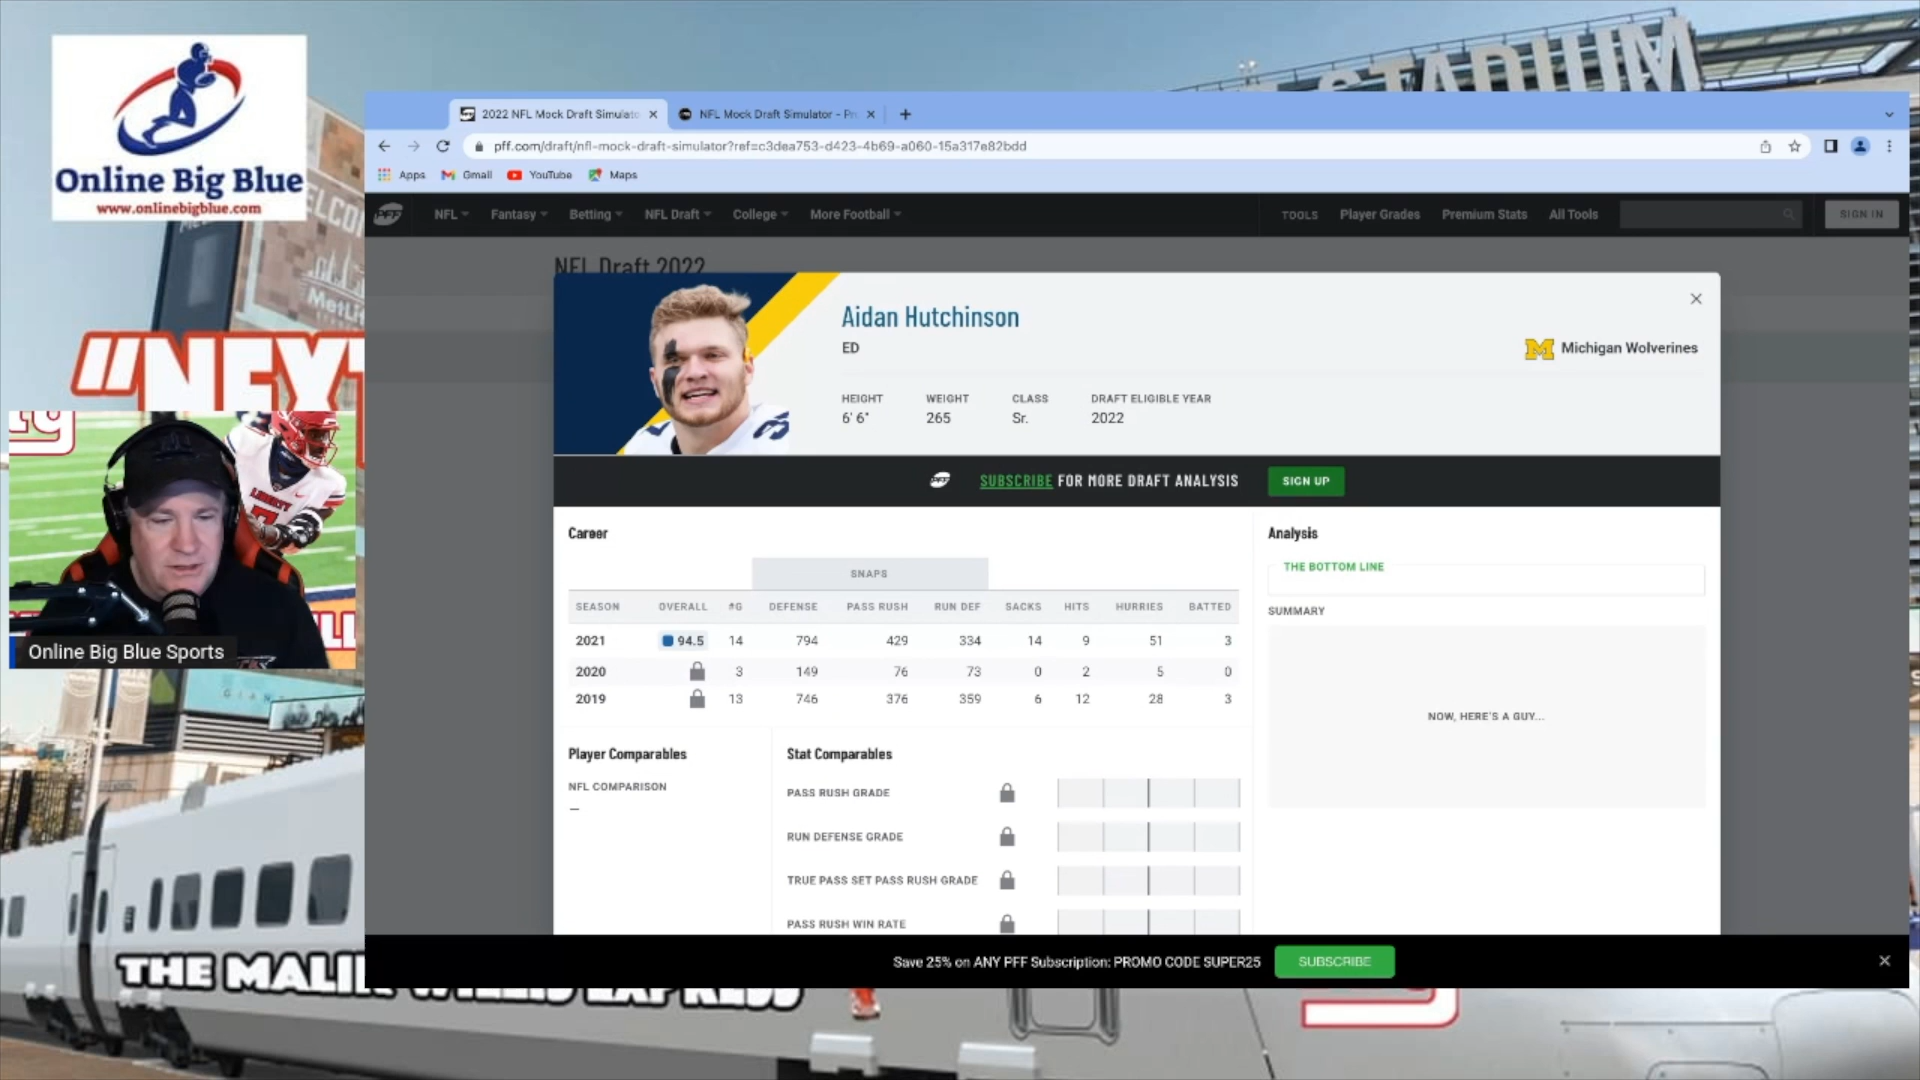 STADIUM
Online Big Blue
www.onlinebigblue.com
"NEXT
LIBERTY
Online Big Blue Sports
THE MALIK WILLIS EXPRESS
2022 NFL Mock Draft Simulato
NFL Mock Draft Simulator - Pr
pff.com/draft/nfl-mock-draft-simulator?ref=c3dea753-d423-4b69-a060-15a317e82bdd
Apps Gmail YouTube Maps
PFF NFL Fantasy Betting NFL Draft College More Football TOOLS Player Grades Premium Stats All Tools SIGN IN
NFL Draft 2022
Aidan Hutchinson
ED
Michigan Wolverines
HEIGHT WEIGHT CLASS DRAFT ELIGIBLE YEAR
6' 6" 265 Sr. 2022
SUBSCRIBE FOR MORE DRAFT ANALYSIS SIGN UP
Career
SNAPS
SEASON OVERALL #G DEFENSE PASS RUSH RUN DEF SACKS HITS HURRIES BATTED
2021 94.5 14 794 429 334 14 9 51 3
2020 3 149 76 73 0 2 5 0
2019 13 746 376 359 6 12 28 3
Player Comparables
NFL COMPARISON
—
Stat Comparables
PASS RUSH GRADE
RUN DEFENSE GRADE
TRUE PASS SET PASS RUSH GRADE
PASS RUSH WIN RATE
Analysis
THE BOTTOM LINE
SUMMARY
NOW, HERE'S A GUY...
Save 25% on ANY PFF Subscription: PROMO CODE SUPER25 SUBSCRIBE